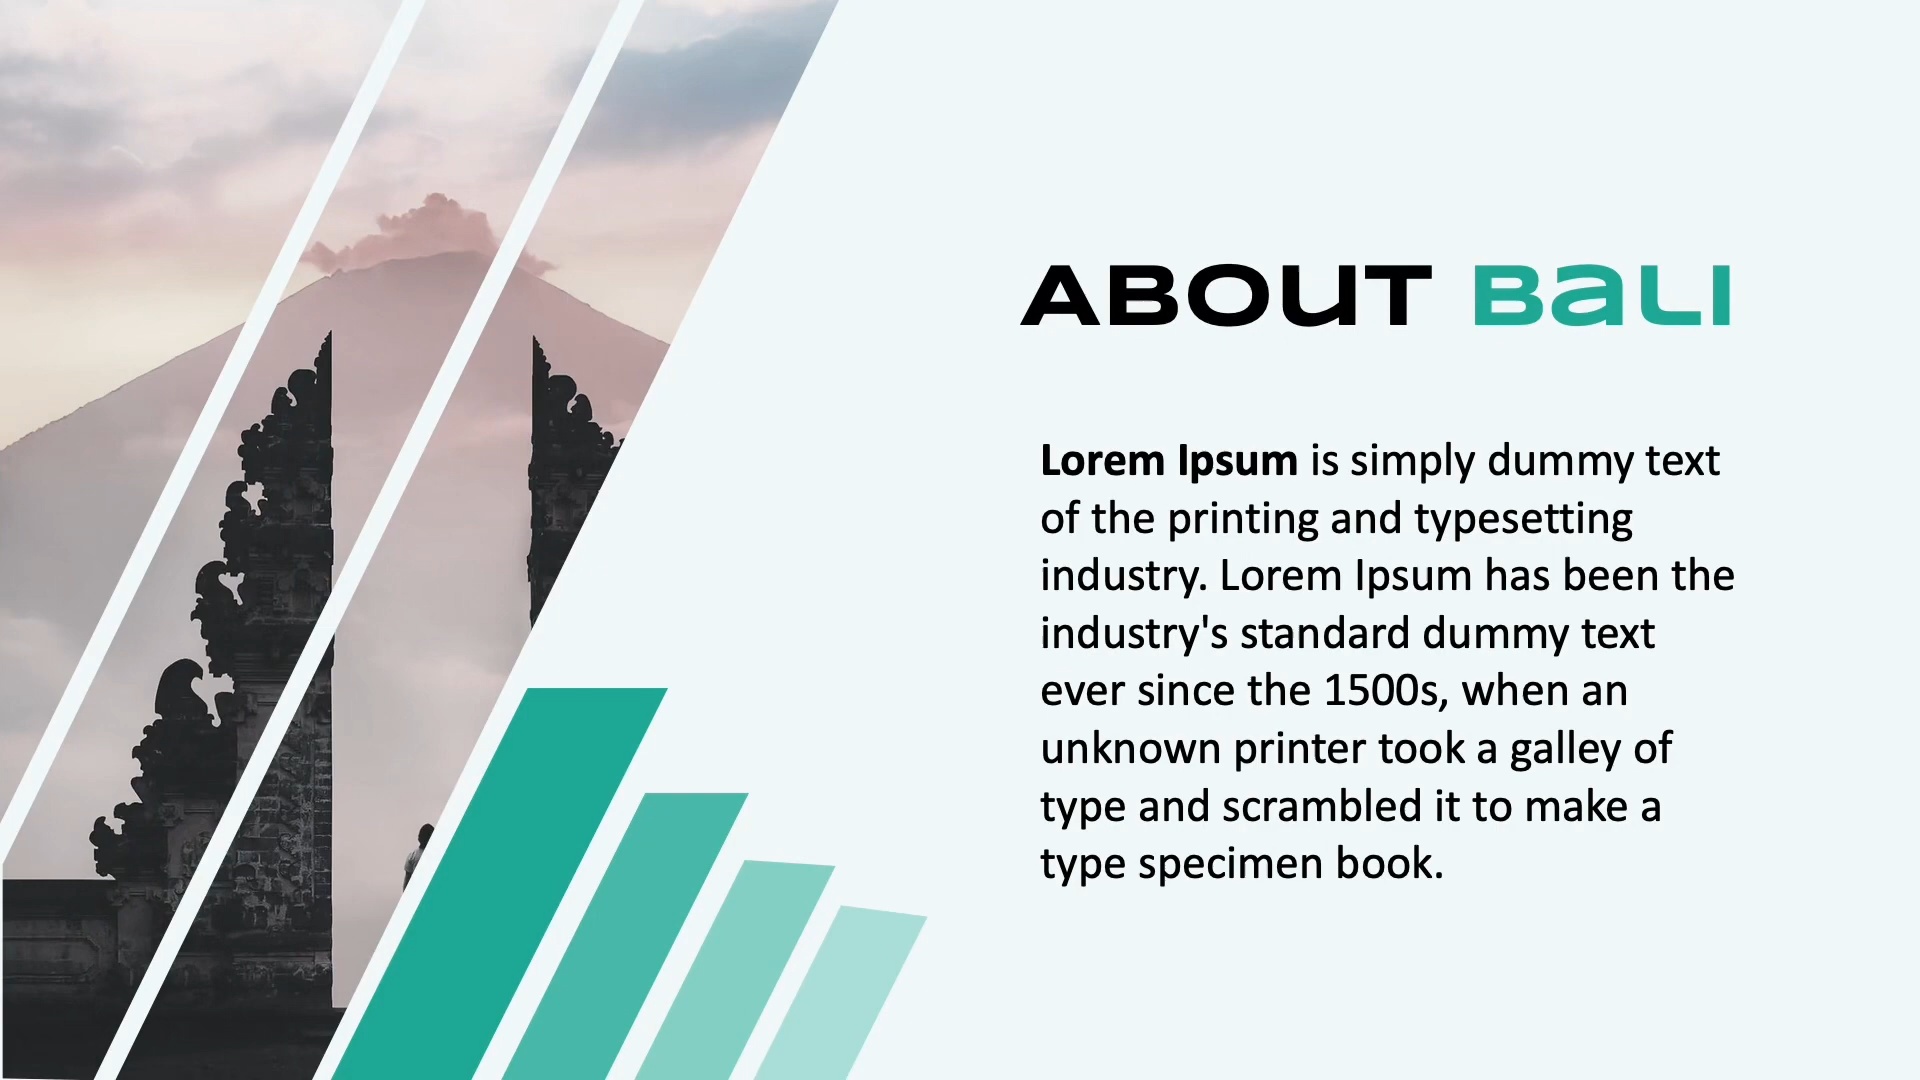 ABOUT BaLI
Lorem Ipsum is simply dummy text
of the printing and typesetting
industry. Lorem Ipsum has been the
industry's standard dummy text
ever since the 1500s, when an
unknown printer took a galley of
type and scrambled it to make a
type specimen book.